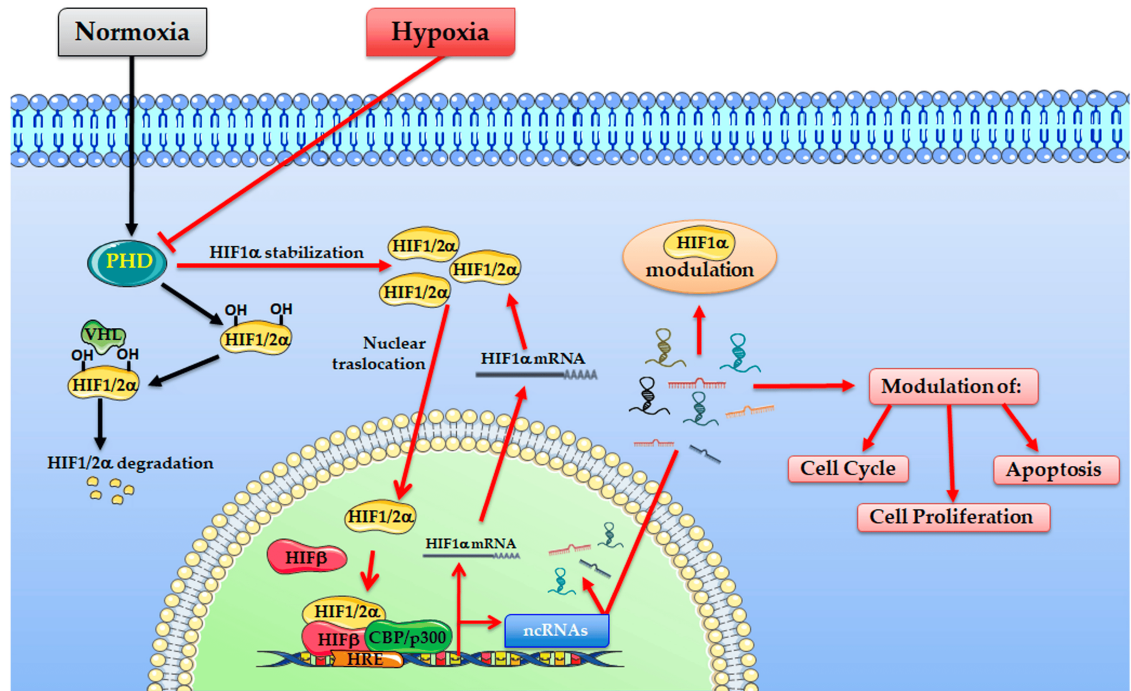 Normoxia
Hypoxia
PHD
HIF1α stabilization
HIF1/2α
HIF1/2α
HIF1/2α
HIF1α
modulation
OH OH
HIF1/2α
VHL
OH OH
HIF1/2α
HIF1/2α degradation
Nuclear
traslocation
HIF1α mRNA
AAAAA
Modulation of:
Cell Cycle
Apoptosis
Cell Proliferation
HIF1/2α
HIFβ
HIF1α mRNA
AAAAA
HIF1/2α
HIFβ
CBP/p300
HRE
ncRNAs